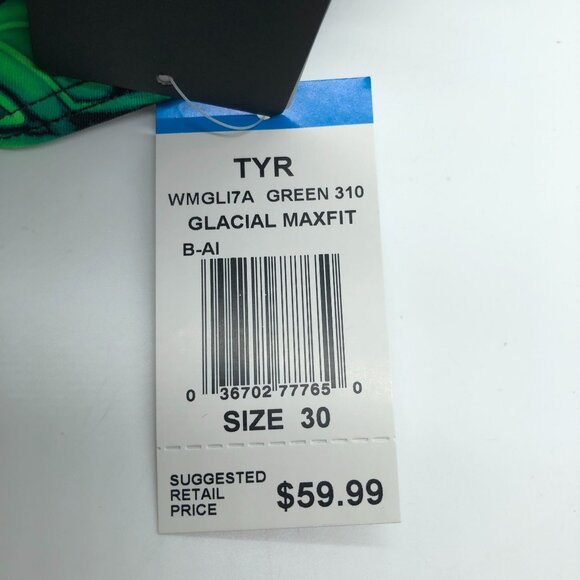 TYR
WMGLI7A GREEN 310
GLACIAL MAXFIT
B-AI
0 36702 77765 0
SIZE 30
SUGGESTED
RETAIL
PRICE
$59.99